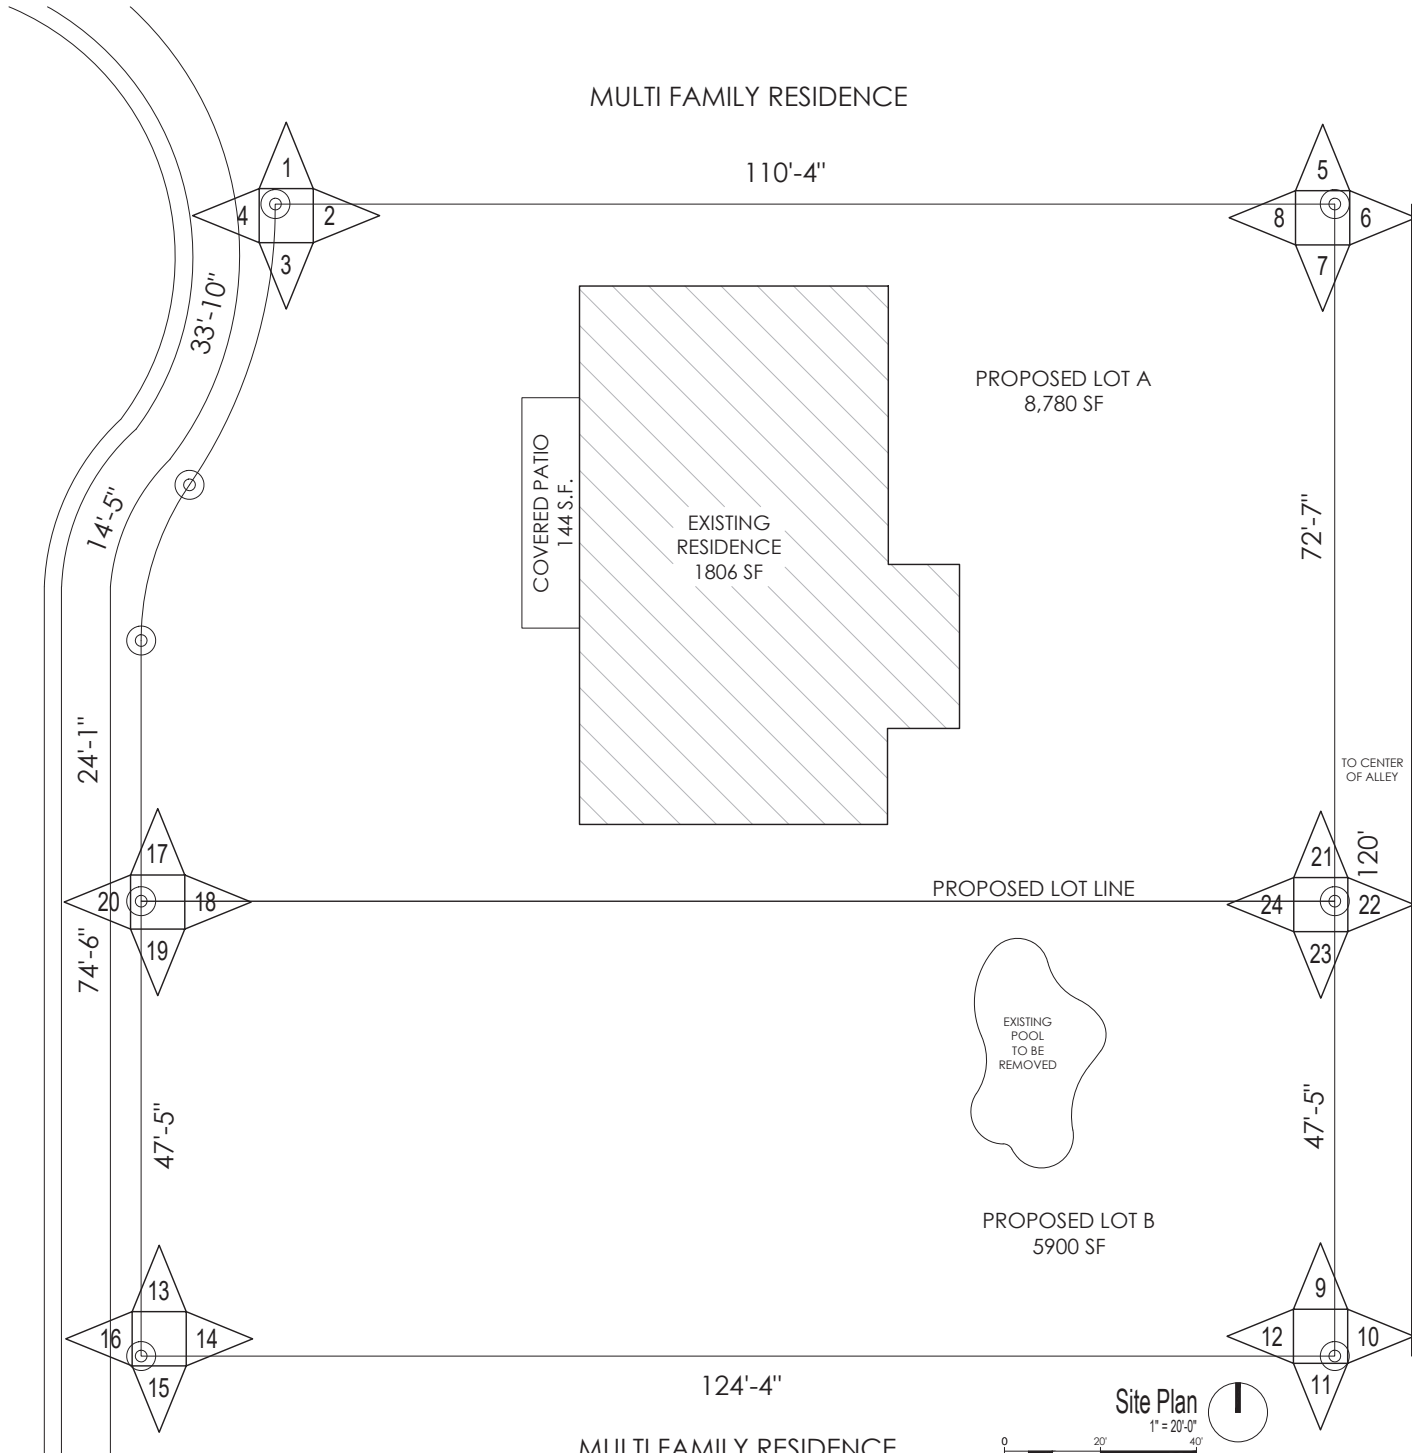 MULTI FAMILY RESIDENCE
110'-4"
1
4
2
3
5
8
6
7
33'-10"
PROPOSED LOT A
8,780 SF
COVERED PATIO
144 S.F.
EXISTING
RESIDENCE
1806 SF
14'-5"
72'-7"
24'-1"
TO CENTER
OF ALLEY
120'
17
20
18
19
PROPOSED LOT LINE
21
24
22
23
74'-6"
EXISTING
POOL
TO BE
REMOVED
47'-5"
47'-5"
PROPOSED LOT B
5900 SF
13
16
14
15
9
12
10
11
124'-4"
Site Plan
1" = 20'-0"
0 20' 40'
MULTI FAMILY RESIDENCE